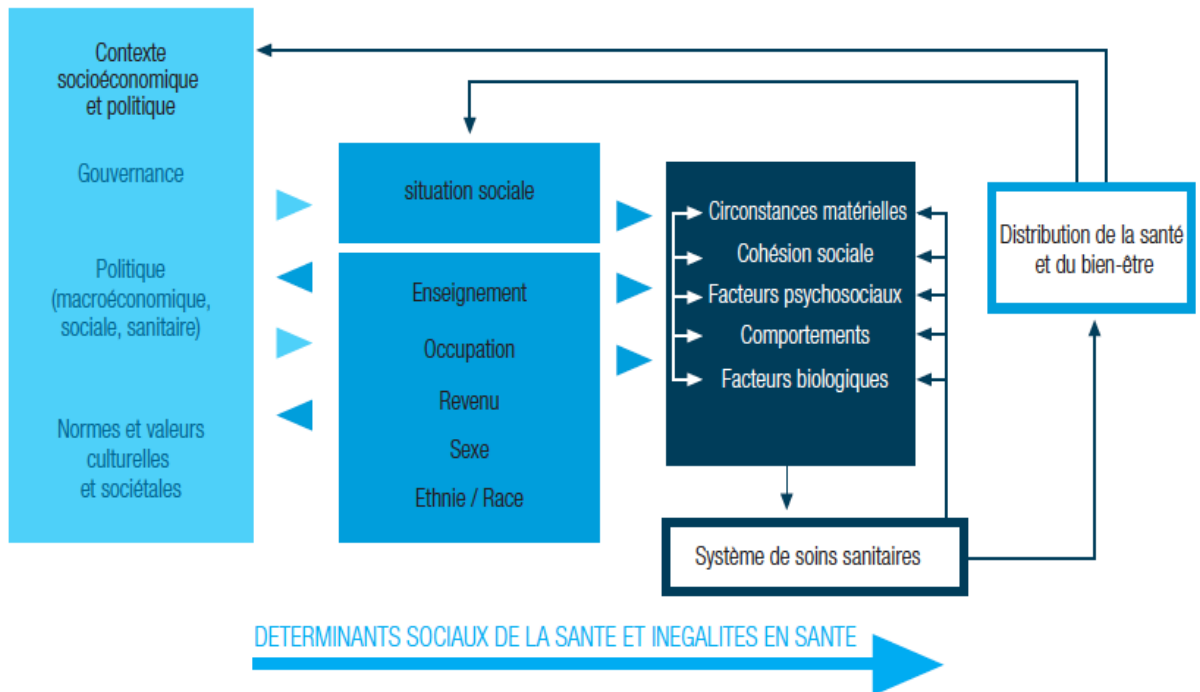 Contexte
socioéconomique
et politique
Gouvernance
Politique
(macroéconomique,
sociale, sanitaire)
Normes et valeurs
culturelles
et sociétales
situation sociale
Enseignement
Occupation
Revenu
Sexe
Ethnie / Race
Circonstances matérielles
Cohésion sociale
Facteurs psychosociaux
Comportements
Facteurs biologiques
Système de soins sanitaires
Distribution de la santé
et du bien-être
DETERMINANTS SOCIAUX DE LA SANTE ET INEGALITES EN SANTE